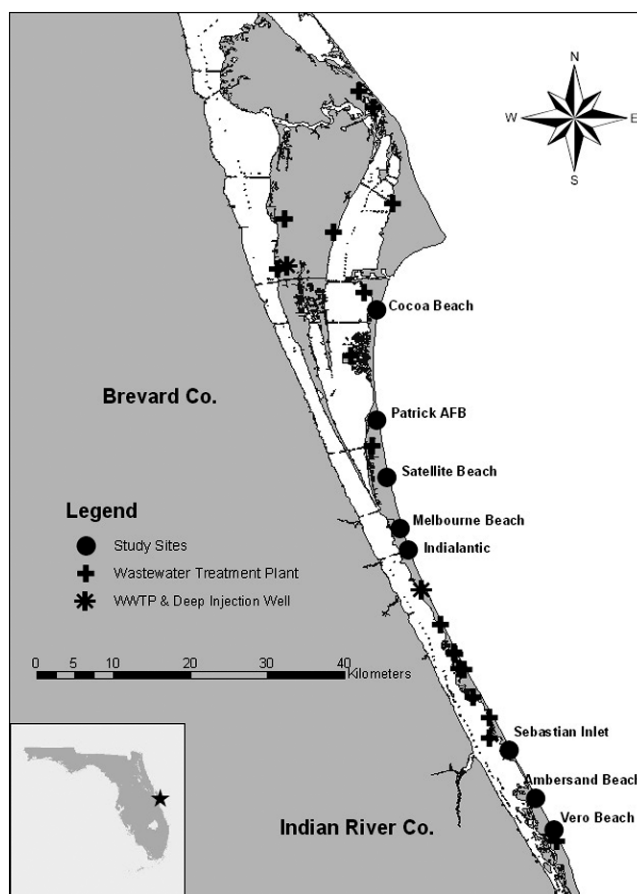 N
W E
S
Cocoa Beach
Brevard Co.
Patrick AFB
Satellite Beach
Legend
Melbourne Beach
Study Sites
Indialantic
Wastewater Treatment Plant
WWTP & Deep Injection Well
0 5 10 20 30 40
Kilometers
Sebastian Inlet
Ambersand Beach
Vero Beach
Indian River Co.